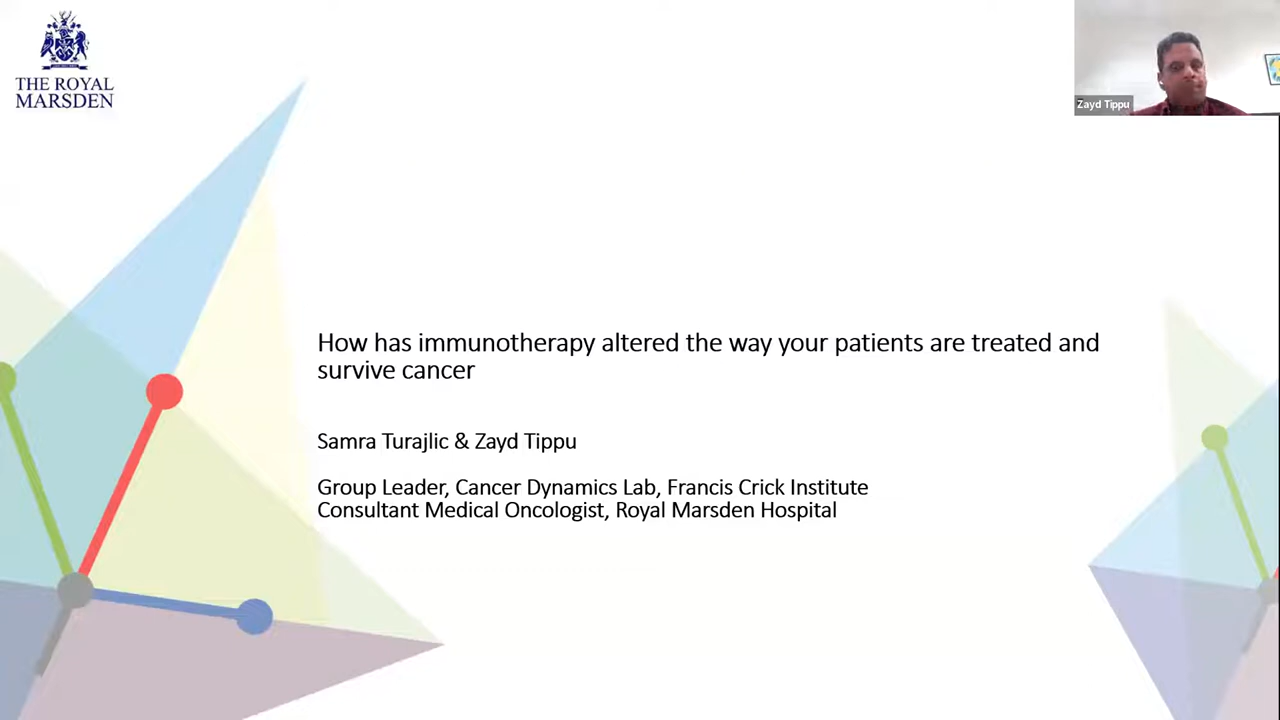 THE ROYAL
MARSDEN
Zayd Tippu
How has immunotherapy altered the way your patients are treated and
survive cancer
Samra Turajlic & Zayd Tippu
Group Leader, Cancer Dynamics Lab, Francis Crick Institute
Consultant Medical Oncologist, Royal Marsden Hospital